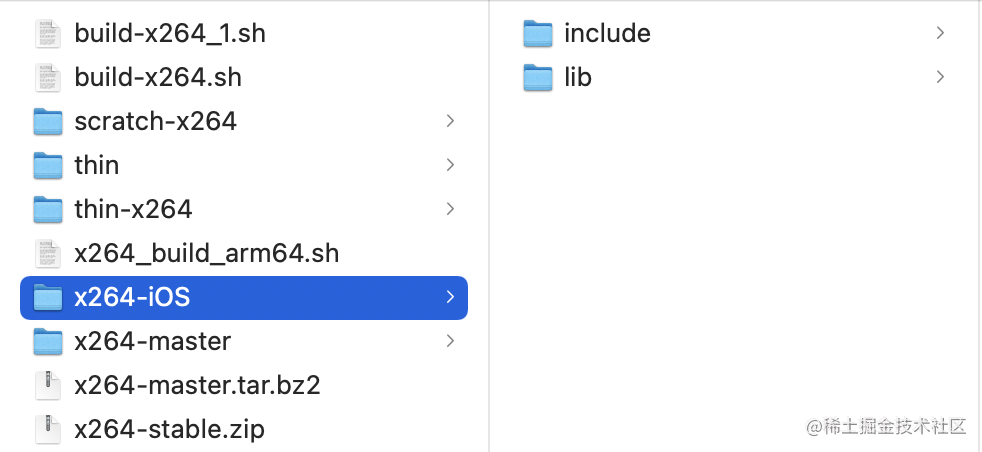 build-x264_1.sh
build-x264.sh
scratch-x264
thin
thin-x264
x264_build_arm64.sh
x264-iOS
x264-master
x264-master.tar.bz2
x264-stable.zip
include
lib
@稀土掘金技术社区